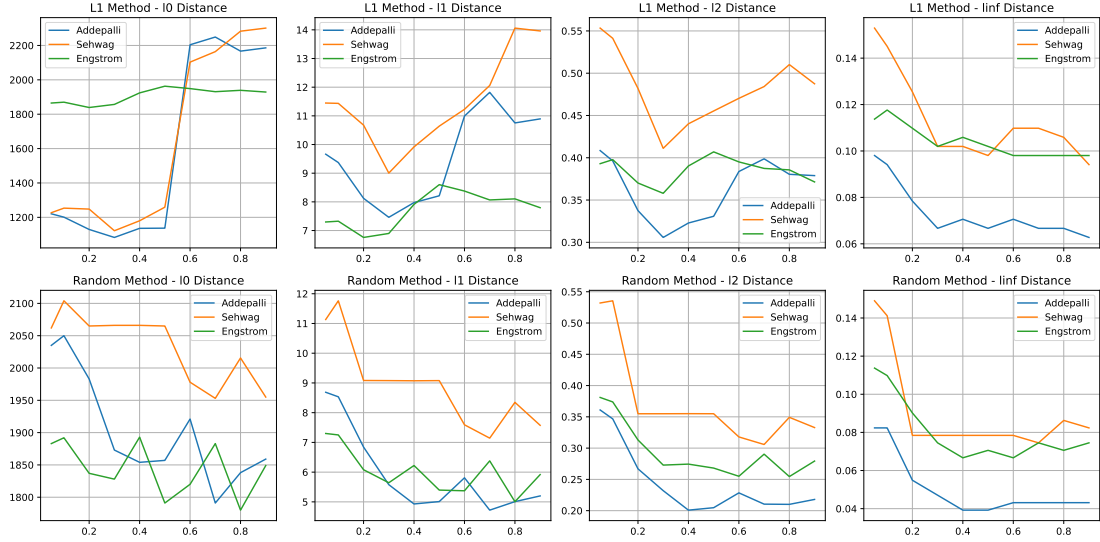 L1 Method - l0 Distance
2200
2000
1800
1600
1400
1200
0.2 0.4 0.6 0.8
Addepalli
Sehwag
Engstrom
L1 Method - l1 Distance
14
13
12
11
10
9
8
7
0.2 0.4 0.6 0.8
Addepalli
Sehwag
Engstrom
L1 Method - l2 Distance
0.55
0.50
0.45
0.40
0.35
0.30
0.2 0.4 0.6 0.8
Addepalli
Sehwag
Engstrom
L1 Method - linf Distance
0.14
0.12
0.10
0.08
0.06
0.2 0.4 0.6 0.8
Addepalli
Sehwag
Engstrom
Random Method - l0 Distance
2100
2050
2000
1950
1900
1850
1800
0.2 0.4 0.6 0.8
Addepalli
Sehwag
Engstrom
Random Method - l1 Distance
12
11
10
9
8
7
6
5
0.2 0.4 0.6 0.8
Addepalli
Sehwag
Engstrom
Random Method - l2 Distance
0.55
0.50
0.45
0.40
0.35
0.30
0.25
0.20
0.2 0.4 0.6 0.8
Addepalli
Sehwag
Engstrom
Random Method - linf Distance
0.14
0.12
0.10
0.08
0.06
0.04
0.2 0.4 0.6 0.8
Addepalli
Sehwag
Engstrom